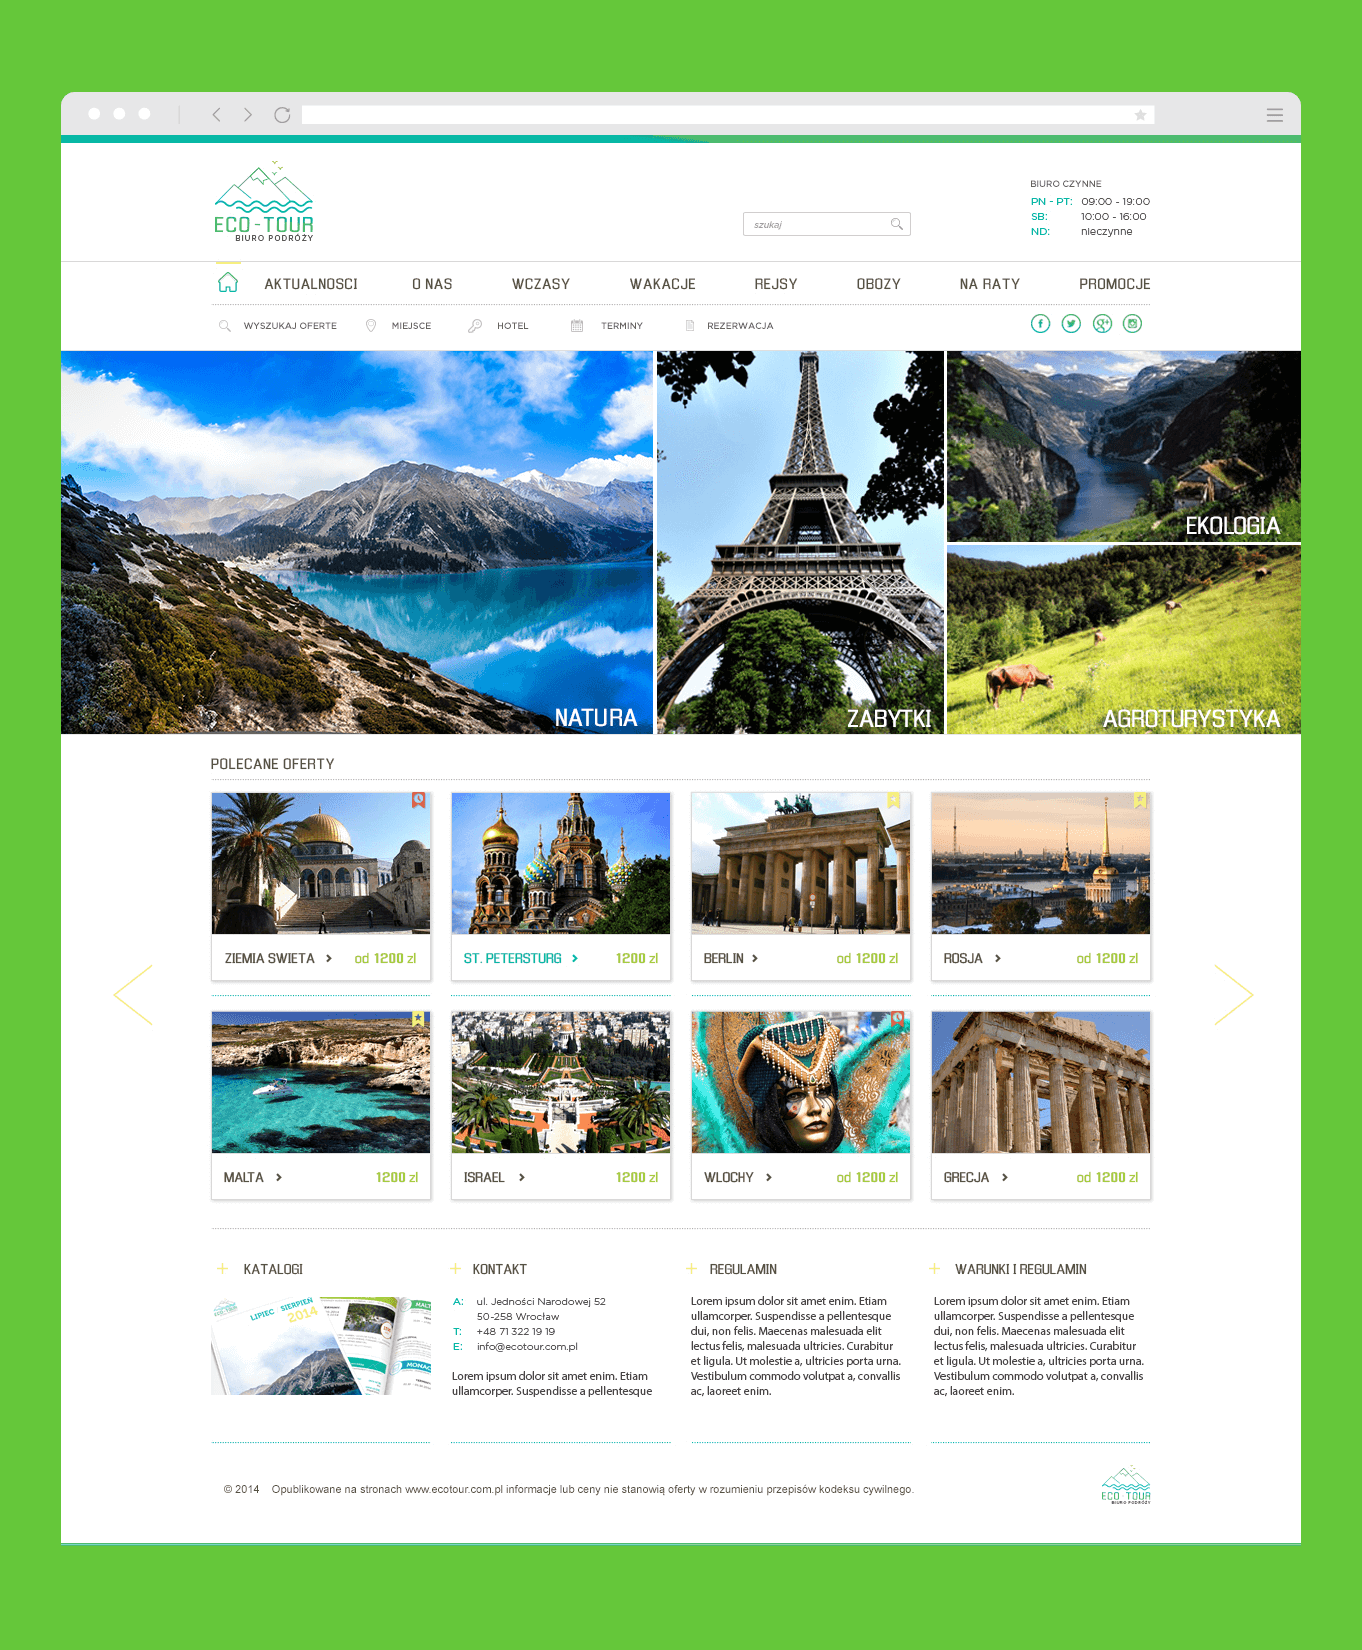 ECO-TOUR
BIURO PODRÓŻY
szukaj
BIURO CZYNNE
PN - PT: 09:00 - 19:00
SB: 10:00 - 16:00
ND: nieczynne
AKTUALNOSCI O NAS WCZASY WAKACJE REJSY OBOZY NA RATY PROMOCJE
WYSZUKAJ OFERTE MIEJSCE HOTEL TERMINY REZERWACJA
NATURA
ZABYTKI
EKOLOGIA
AGROTURYSTYKA
POLECANE OFERTY
ZIEMIA SWIETA od 1200 zl
ST. PETERSTURG 1200 zl
BERLIN od 1200 zl
ROSJA od 1200 zl
MALTA 1200 zl
ISRAEL 1200 zl
WLOCHY od 1200 zl
GRECJA od 1200 zl
KATALOGI
LIPIEC SIERPIEŃ
2014
KONTAKT
A: ul. Jedności Narodowej 52
50-258 Wrocław
T: +48 71 322 19 19
E: info@ecotour.com.pl
Lorem ipsum dolor sit amet enim. Etiam
ullamcorper. Suspendisse a pellentesque
REGULAMIN
Lorem ipsum dolor sit amet enim. Etiam
ullamcorper. Suspendisse a pellentesque
dui, non felis. Maecenas malesuada elit
lectus felis, malesuada ultricies. Curabitur
et ligula. Ut molestie a, ultricies porta urna.
Vestibulum commodo volutpat a, convallis
ac, laoreet enim.
WARUNKI I REGULAMIN
Lorem ipsum dolor sit amet enim. Etiam
ullamcorper. Suspendisse a pellentesque
dui, non felis. Maecenas malesuada elit
lectus felis, malesuada ultricies. Curabitur
et ligula. Ut molestie a, ultricies porta urna.
Vestibulum commodo volutpat a, convallis
ac, laoreet enim.
© 2014 Opublikowane na stronach www.ecotour.com.pl informacje lub ceny nie stanowią oferty w rozumieniu przepisów kodeksu cywilnego.
ECO TOUR
BIURO PODRÓŻY